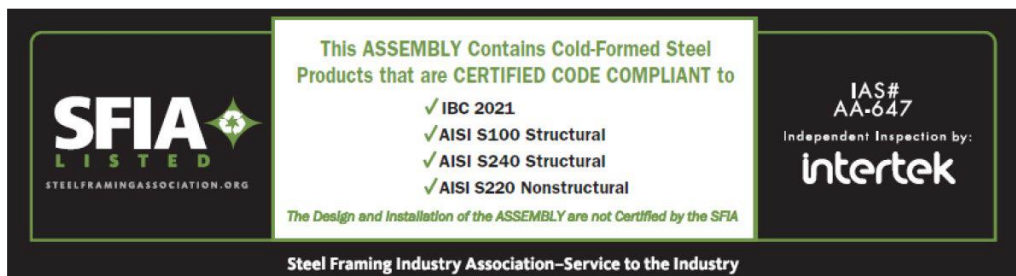 SFIA
LISTED
STEELFRAMINGASSOCIATION.ORG
This ASSEMBLY Contains Cold-Formed Steel
Products that are CERTIFIED CODE COMPLIANT to
✓IBC 2021
✓AISI S100 Structural
✓AISI S240 Structural
✓AISI S220 Nonstructural
The Design and Installation of the ASSEMBLY are not Certified by the SFIA
IAS#
AA-647
Independent Inspection by:
intertek
Steel Framing Industry Association–Service to the Industry